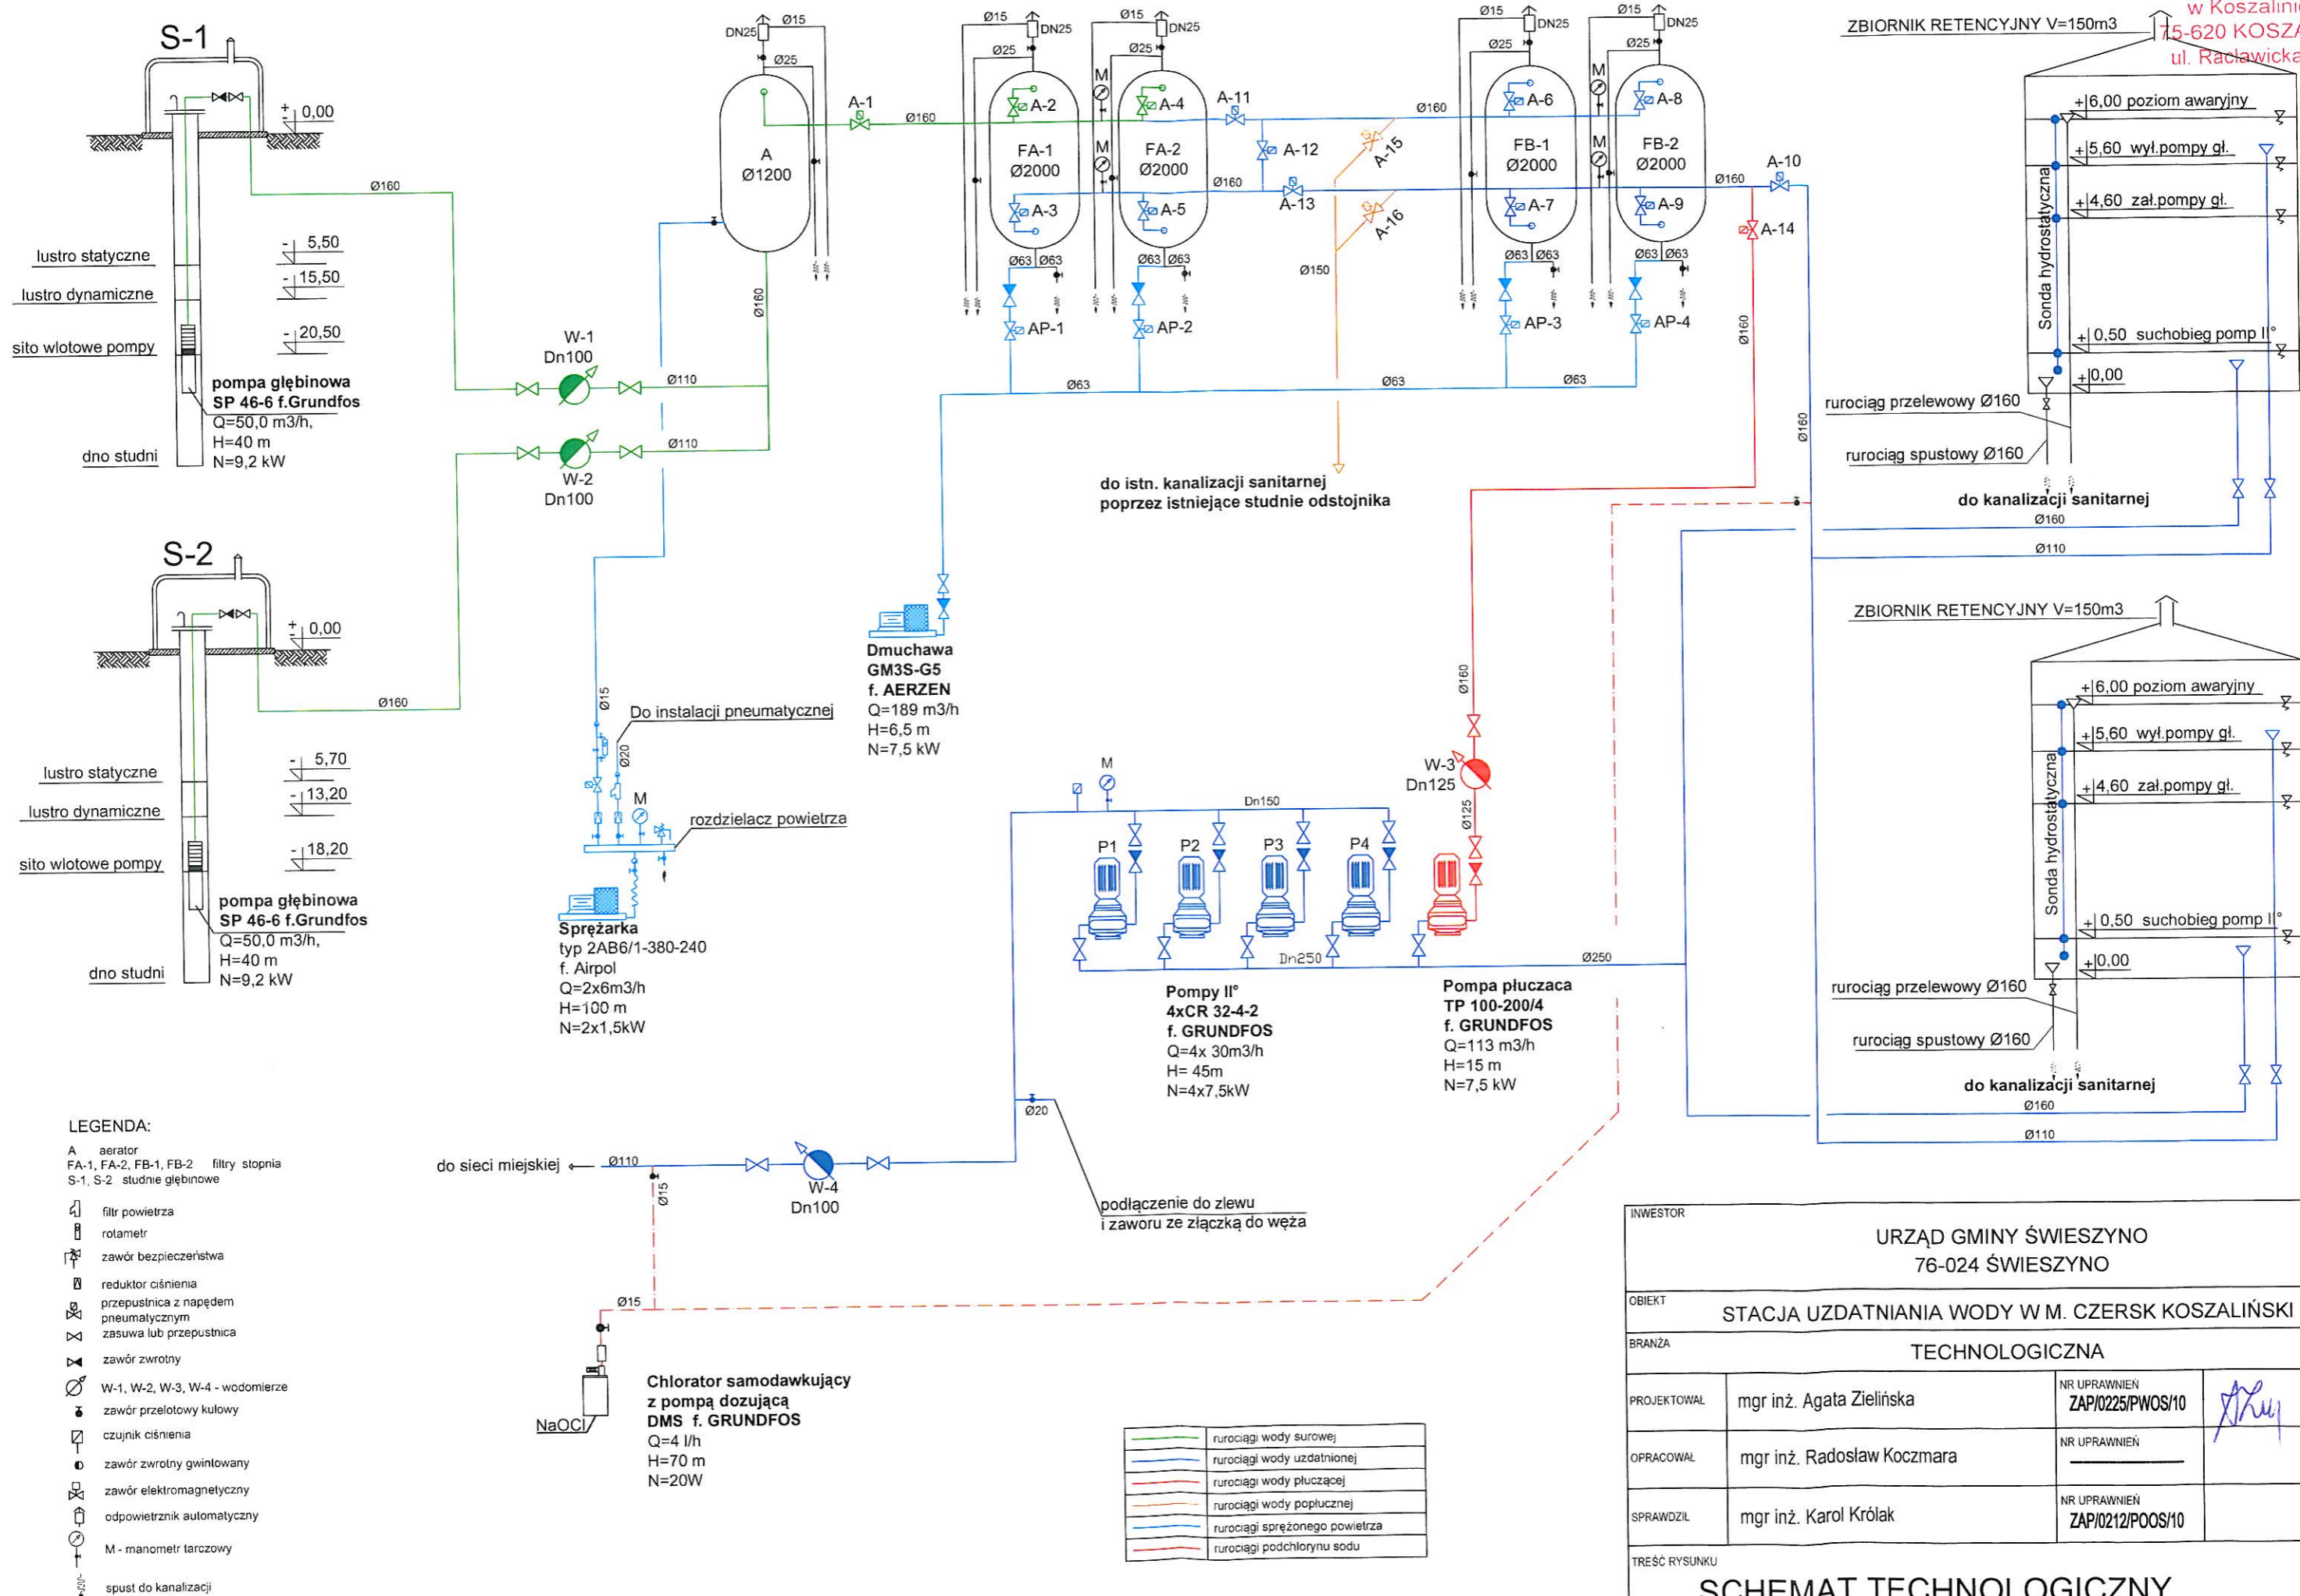 S-1
0,00
lustro statyczne
5,50
lustro dynamiczne
15,50
sito wlotowe pompy
20,50
pompa głębinowa
SP 46-6 f.Grundfos
Q=50,0 m3/h,
H=40 m
N=9,2 kW
dno studni
Ø160
S-2
0,00
Ø160
lustro statyczne
5,70
lustro dynamiczne
13,20
sito wlotowe pompy
18,20
pompa głębinowa
SP 46-6 f.Grundfos
Q=50,0 m3/h,
H=40 m
N=9,2 kW
dno studni
W-1
Dn100
Ø110
W-2
Dn100
Ø110
Ø160
DN25
Ø15
Ø25
A
Ø1200
A-1
Ø160
Ø15
DN25
Ø25
A-2
FA-1
Ø2000
A-3
Ø63
Ø63
AP-1
M
M
Ø15
DN25
Ø25
A-4
FA-2
Ø2000
A-5
Ø63
Ø63
AP-2
A-11
A-12
Ø160
A-13
Ø160
A-15
A-16
Ø150
Ø15
DN25
Ø25
A-6
FB-1
Ø2000
A-7
Ø63
Ø63
AP-3
M
M
Ø15
DN25
Ø25
A-8
FB-2
Ø2000
A-9
Ø63
Ø63
AP-4
Ø160
A-10
A-14
Ø160
Ø160
Ø63
Ø63
Ø63
do istn. kanalizacji sanitarnej
poprzez istniejące studnie odstojnika
Dmuchawa
GM3S-G5
f. AERZEN
Q=189 m3/h
H=6,5 m
N=7,5 kW
Ø15
Do instalacji pneumatycznej
Ø20
M
rozdzielacz powietrza
Sprężarka
typ 2AB6/1-380-240
f. Airpol
Q=2x6m3/h
H=100 m
N=2x1,5kW
M
Dn150
P1
P2
P3
P4
Dn250
Ø250
Pompy II°
4xCR 32-4-2
f. GRUNDFOS
Q=4x 30m3/h
H= 45m
N=4x7,5kW
Ø160
W-3
Dn125
Ø125
Pompa płuczaca
TP 100-200/4
f. GRUNDFOS
Q=113 m3/h
H=15 m
N=7,5 kW
Ø20
podłączenie do zlewu
i zaworu ze złączką do węża
do sieci miejskiej
Ø110
Ø15
W-4
Dn100
Ø15
NaOCl
Chlorator samodawkujący
z pompą dozującą
DMS f. GRUNDFOS
Q=4 l/h
H=70 m
N=20W
w Koszalini
75-620 KOSZA
ul. Racławicka
ZBIORNIK RETENCYJNY V=150m3
+6,00 poziom awaryjny
+5,60 wył.pompy gł.
+4,60 zał.pompy gł.
Sonda hydrostatyczna
+0,50 suchobieg pomp II°
+0,00
rurociąg przelewowy Ø160
rurociąg spustowy Ø160
do kanalizacji sanitarnej
Ø160
Ø110
ZBIORNIK RETENCYJNY V=150m3
+6,00 poziom awaryjny
+5,60 wył.pompy gł.
+4,60 zał.pompy gł.
Sonda hydrostatyczna
+0,50 suchobieg pomp II°
+0,00
rurociąg przelewowy Ø160
rurociąg spustowy Ø160
do kanalizacji sanitarnej
Ø160
Ø110
LEGENDA:
A aerator
FA-1, FA-2, FB-1, FB-2 filtry stopnia
S-1, S-2 studnie głębinowe
filtr powietrza
rotametr
zawór bezpieczeństwa
reduktor ciśnienia
przepustnica z napędem
pneumatycznym
zasuwa lub przepustnica
zawór zwrotny
W-1, W-2, W-3, W-4 - wodomierze
zawór przelotowy kulowy
czujnik ciśnienia
zawór zwrotny gwintowany
zawór elektromagnetyczny
odpowietrznik automatyczny
M - manometr tarczowy
spust do kanalizacji
rurociągi wody surowej
rurociągi wody uzdatnionej
rurociągi wody płuczącej
rurociągi wody popłucznej
rurociągi sprężonego powietrza
rurociągi podchlorynu sodu
INWESTOR
URZĄD GMINY ŚWIESZYNO
76-024 ŚWIESZYNO
OBIEKT
STACJA UZDATNIANIA WODY W M. CZERSK KOSZALIŃSKI
BRANŻA
TECHNOLOGICZNA
PROJEKTOWAŁ
mgr inż. Agata Zielińska
NR UPRAWNIEŃ
ZAP/0225/PWOS/10
OPRACOWAŁ
mgr inż. Radosław Koczmara
NR UPRAWNIEŃ
SPRAWDZIŁ
mgr inż. Karol Królak
NR UPRAWNIEŃ
ZAP/0212/POOS/10
TREŚĆ RYSUNKU
SCHEMAT TECHNOLOGICZNY